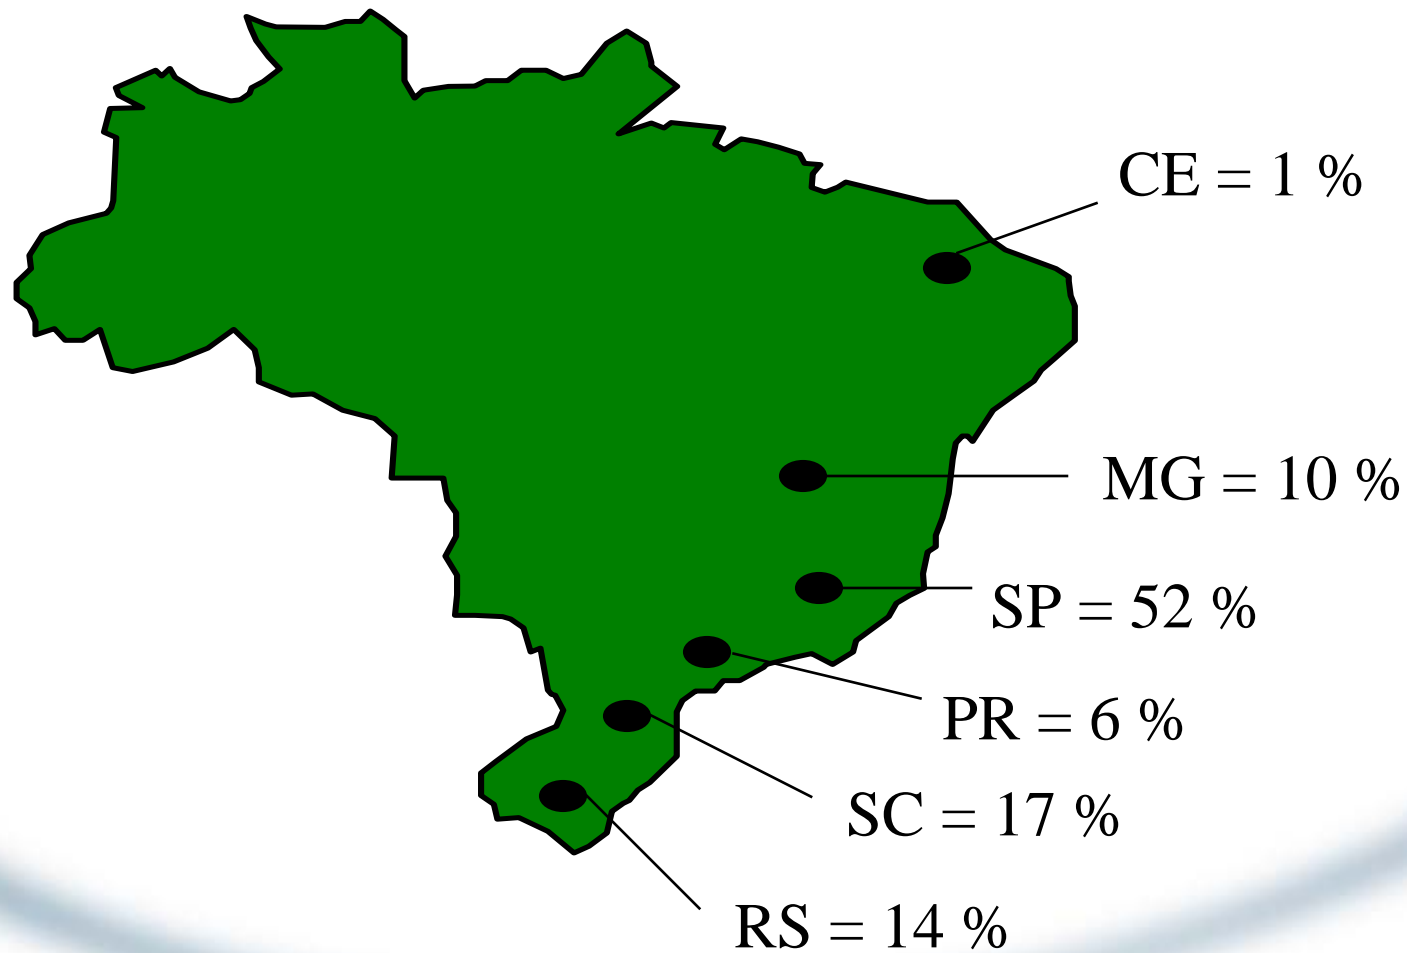 CE = 1 %
MG = 10 %
SP = 52 %
PR = 6 %
SC = 17 %
RS = 14 %